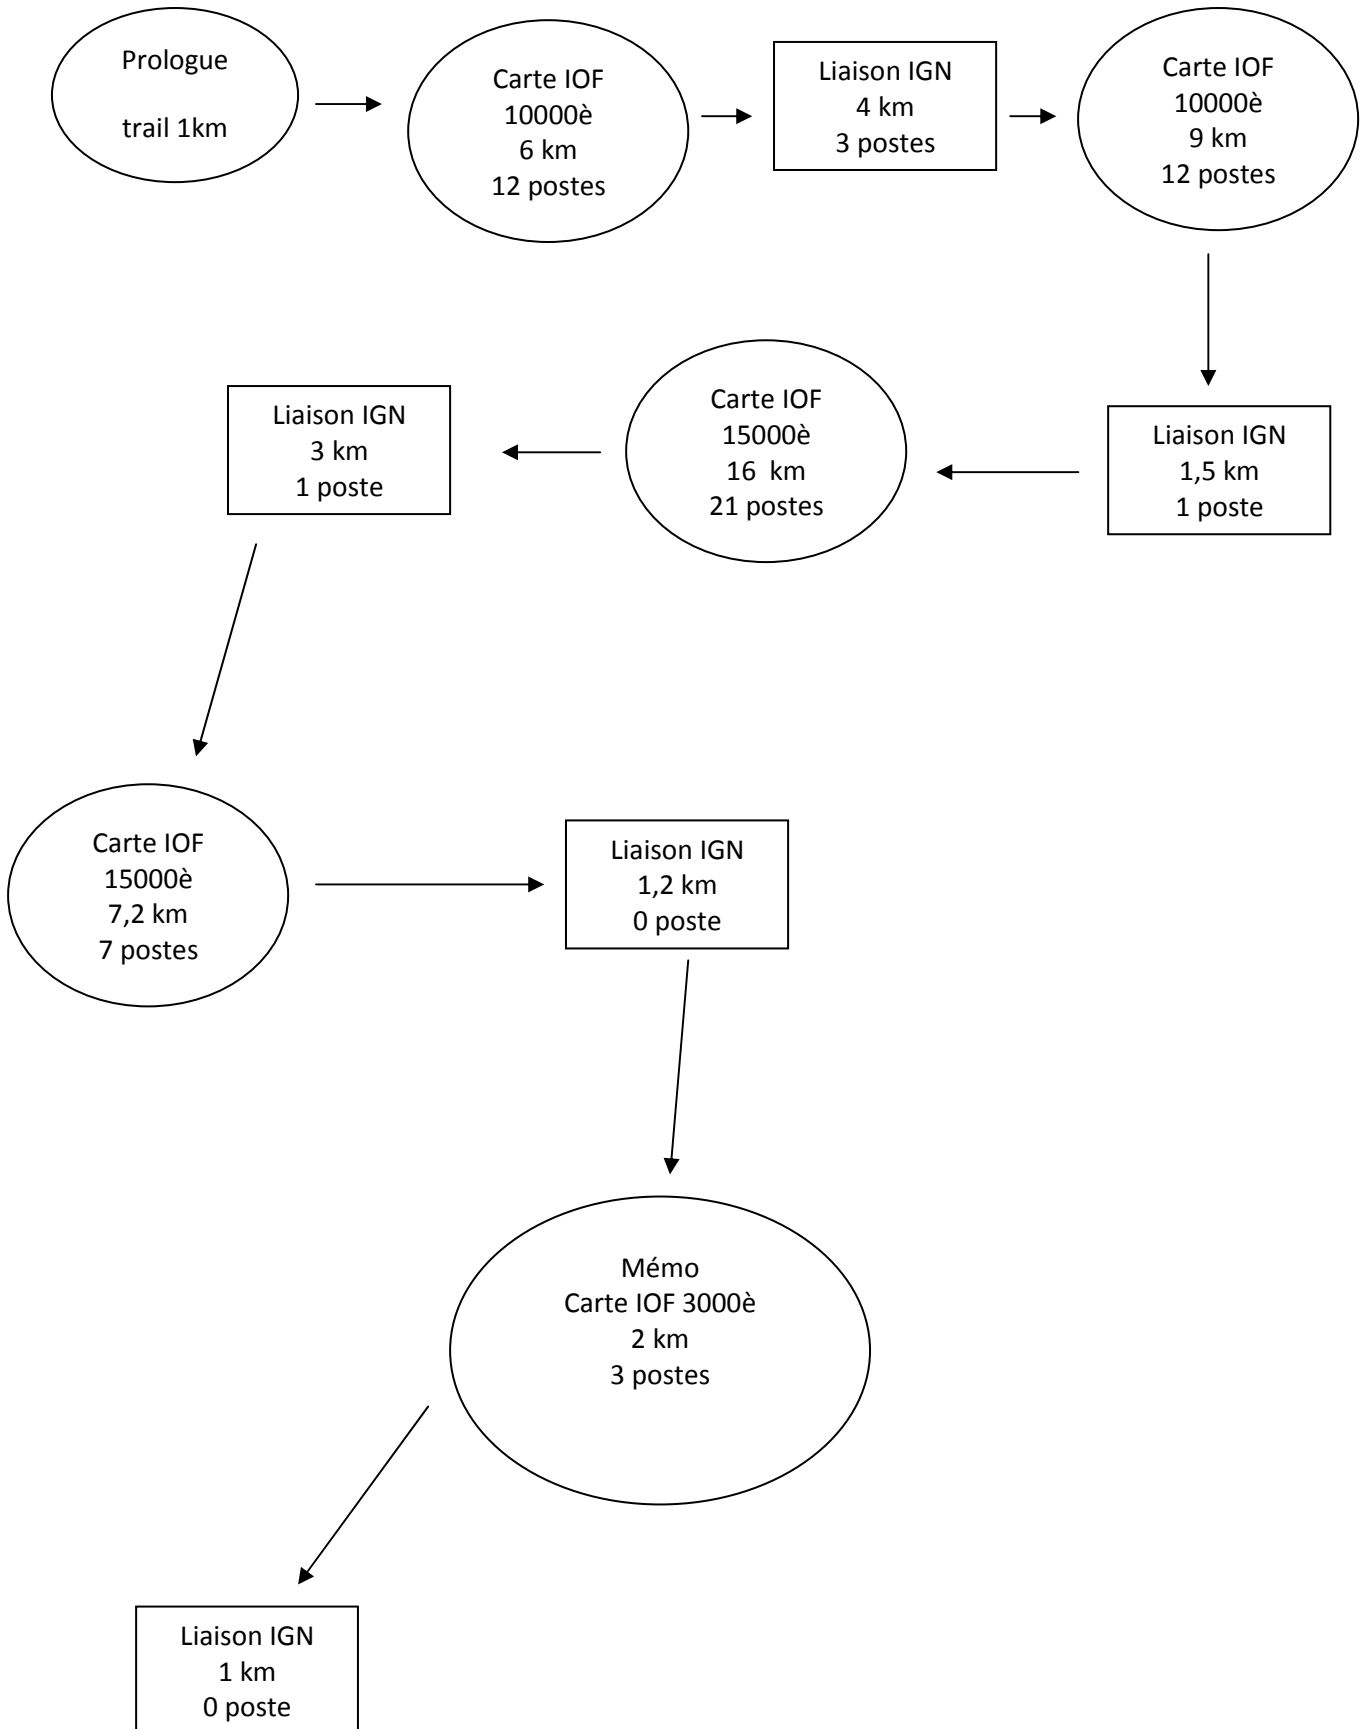 Prologue
trail 1km
Carte IOF
10000è
6 km
12 postes
Liaison IGN
4 km
3 postes
Carte IOF
10000è
9 km
12 postes
Liaison IGN
1,5 km
1 poste
Carte IOF
15000è
16 km
21 postes
Liaison IGN
3 km
1 poste
Carte IOF
15000è
7,2 km
7 postes
Liaison IGN
1,2 km
0 poste
Mémo
Carte IOF 3000è
2 km
3 postes
Liaison IGN
1 km
0 poste